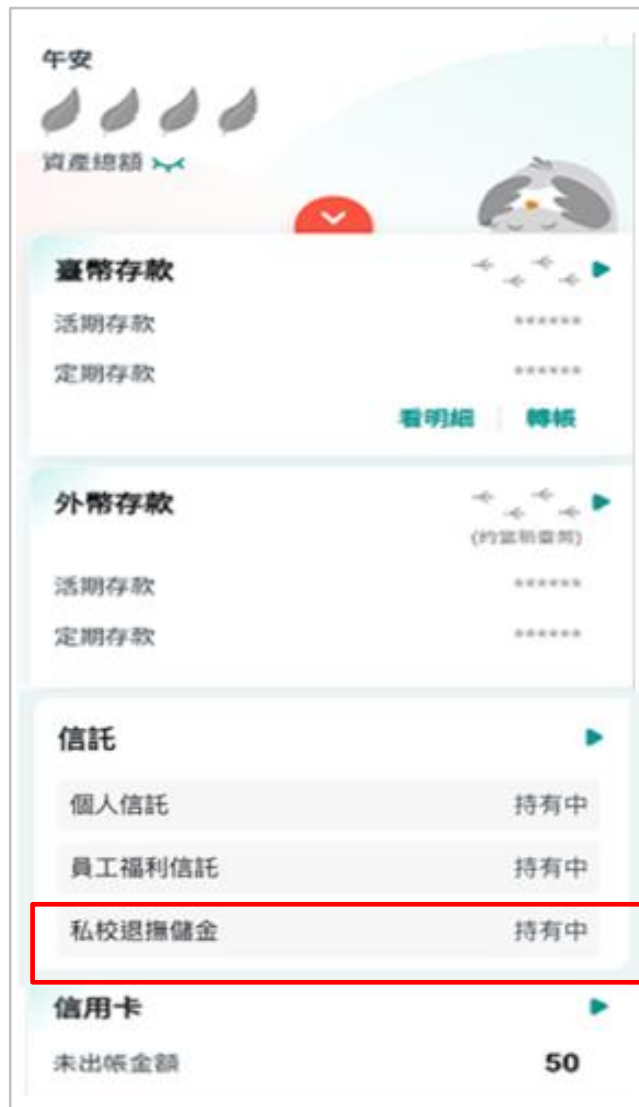 午安
資產總額
臺幣存款
活期存款 ******
定期存款 ******
看明細 轉帳
外幣存款
(約當新臺幣)
活期存款 ******
定期存款 ******
信託
個人信託 持有中
員工福利信託 持有中
私校退撫儲金 持有中
信用卡
未出帳金額 50